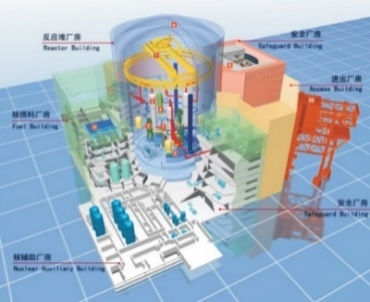 反应堆厂房
Reactor Building
安全厂房
Safeguard Building
进出厂房
Access Building
核燃料厂房
Fuel Building
安全厂房
Safeguard Building
核辅助厂房
Nuclear Auxiliary Building